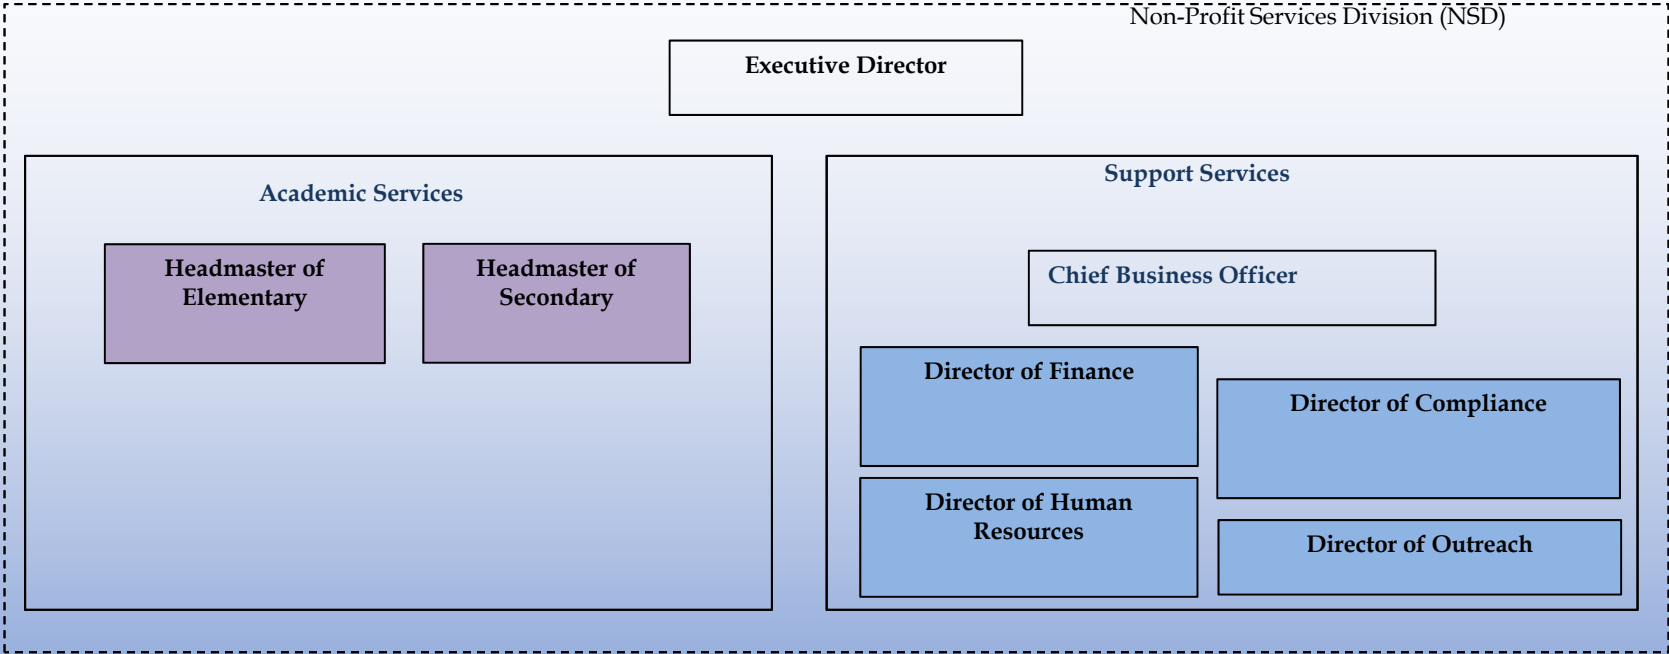 Non-Profit Services Division (NSD)
Executive Director
Academic Services
Headmaster of
Elementary
Headmaster of
Secondary
Support Services
Chief Business Officer
Director of Finance
Director of Compliance
Director of Human
Resources
Director of Outreach